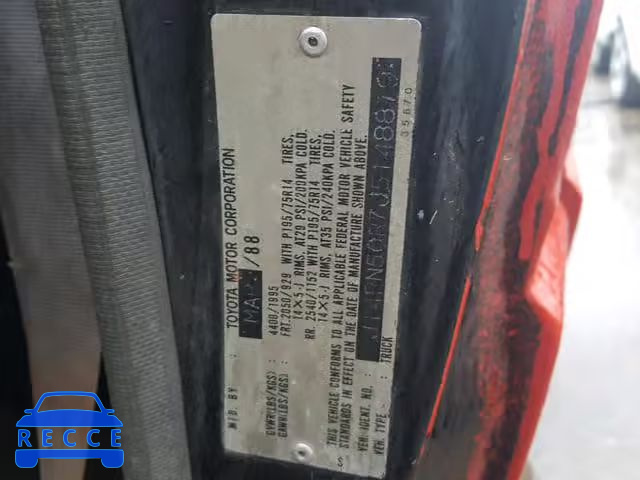 MFD. BY : TOYOTA MOTOR CORPORATION
/88
GVWR(LBS/KGS): 4400/1995
GAWR(LBS/KGS): FRT.2050/929 WITH P195/75R14 TIRES,
14×5-J RIMS, AT29 PSI/200KPA COLD.
RR. 2540/1152 WITH P195/75R14 TIRES,
14×5-J RIMS, AT35 PSI/240KPA COLD.
THIS VEHICLE CONFORMS TO ALL APPLICABLE FEDERAL MOTOR VEHICLE SAFETY
STANDARDS IN EFFECT ON THE DATE OF MANUFACTURE SHOWN ABOVE.
VEH.IDENT. NO. :
VEH. TYPE : TRUCK
35670
RECCE